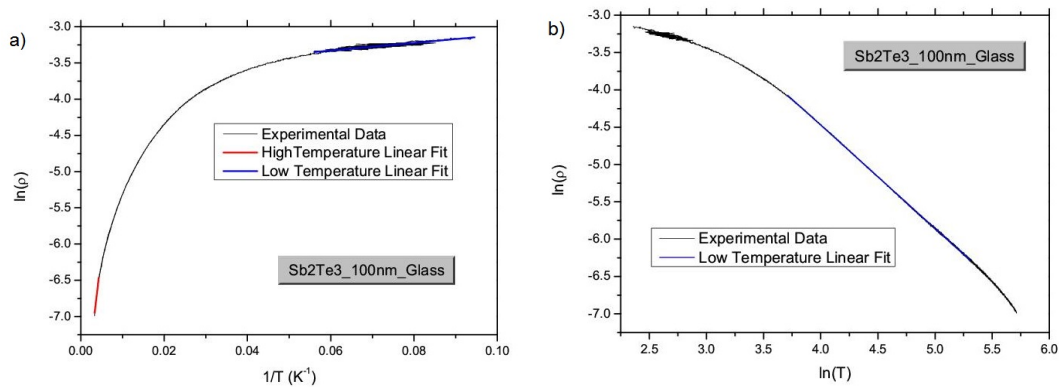 a)
ln(ρ)
-3.0
-3.5
-4.0
-4.5
-5.0
-5.5
-6.0
-6.5
-7.0
Experimental Data
HighTemperature Linear Fit
Low Temperature Linear Fit
Sb2Te3_100nm_Glass
0.00 0.02 0.04 0.06 0.08 0.10
1/T (K⁻¹)
b)
ln(ρ)
-3.0
-3.5
-4.0
-4.5
-5.0
-5.5
-6.0
-6.5
-7.0
Sb2Te3_100nm_Glass
Experimental Data
Low Temperature Linear Fit
2.5 3.0 3.5 4.0 4.5 5.0 5.5 6.0
ln(T)